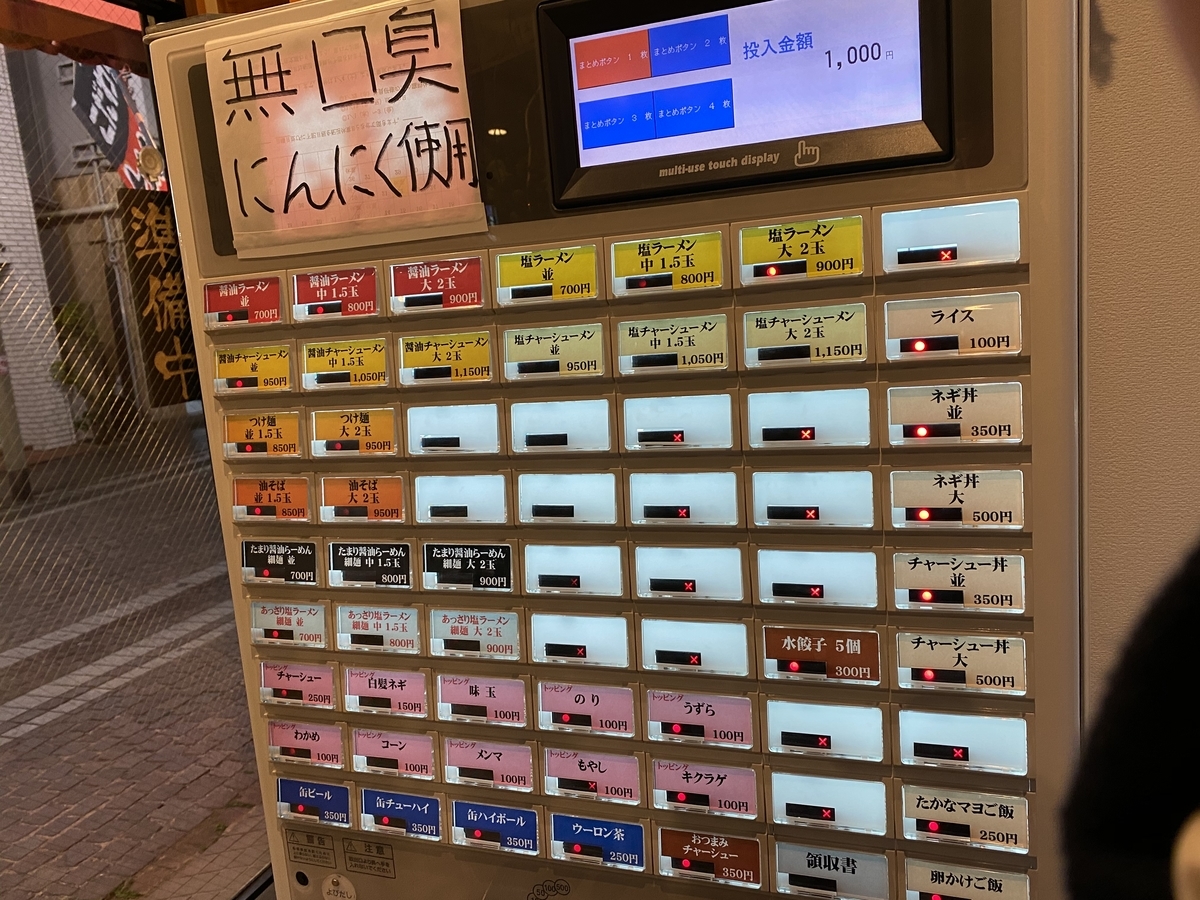 無口臭
にんにく使用
まとめボタン 1 枚
まとめボタン 2 枚
まとめボタン 3 枚
まとめボタン 4 枚
投入金額
1,000円
multi-use touch display
準備中
醤油ラーメン
並
700円
醤油ラーメン
中 1.5玉
800円
醤油ラーメン
大 2玉
900円
塩ラーメン
並
700円
塩ラーメン
中 1.5玉
800円
塩ラーメン
大 2玉
900円
醤油チャーシューメン
並
950円
醤油チャーシューメン
中 1.5玉
1,050円
醤油チャーシューメン
大 2玉
1,150円
塩チャーシューメン
並
950円
塩チャーシューメン
中 1.5玉
1,050円
塩チャーシューメン
大 2玉
1,150円
ライス
100円
つけ麺
並 1.5玉
850円
つけ麺
大 2玉
950円
ネギ丼
並
350円
油そば
並 1.5玉
850円
油そば
大 2玉
950円
ネギ丼
大
500円
たまり醤油らーめん
細麺 並
700円
たまり醤油らーめん
細麺 中 1.5玉
800円
たまり醤油らーめん
細麺 大 2玉
900円
チャーシュー丼
並
350円
あっさり塩ラーメン
細麺 並
700円
あっさり塩ラーメン
細麺 中 1.5玉
800円
あっさり塩ラーメン
細麺 大 2玉
900円
水餃子 5個
300円
チャーシュー丼
大
500円
トッピング
チャーシュー
250円
トッピング
白髪ネギ
150円
トッピング
味玉
100円
トッピング
のり
100円
トッピング
うずら
100円
トッピング
わかめ
100円
トッピング
コーン
100円
トッピング
メンマ
100円
トッピング
もやし
100円
トッピング
キクラゲ
100円
たかなマヨご飯
250円
缶ビール
350円
缶チューハイ
350円
缶ハイボール
350円
ウーロン茶
250円
おつまみ
チャーシュー
350円
領収書
卵かけご飯
警告
注意
よびだし